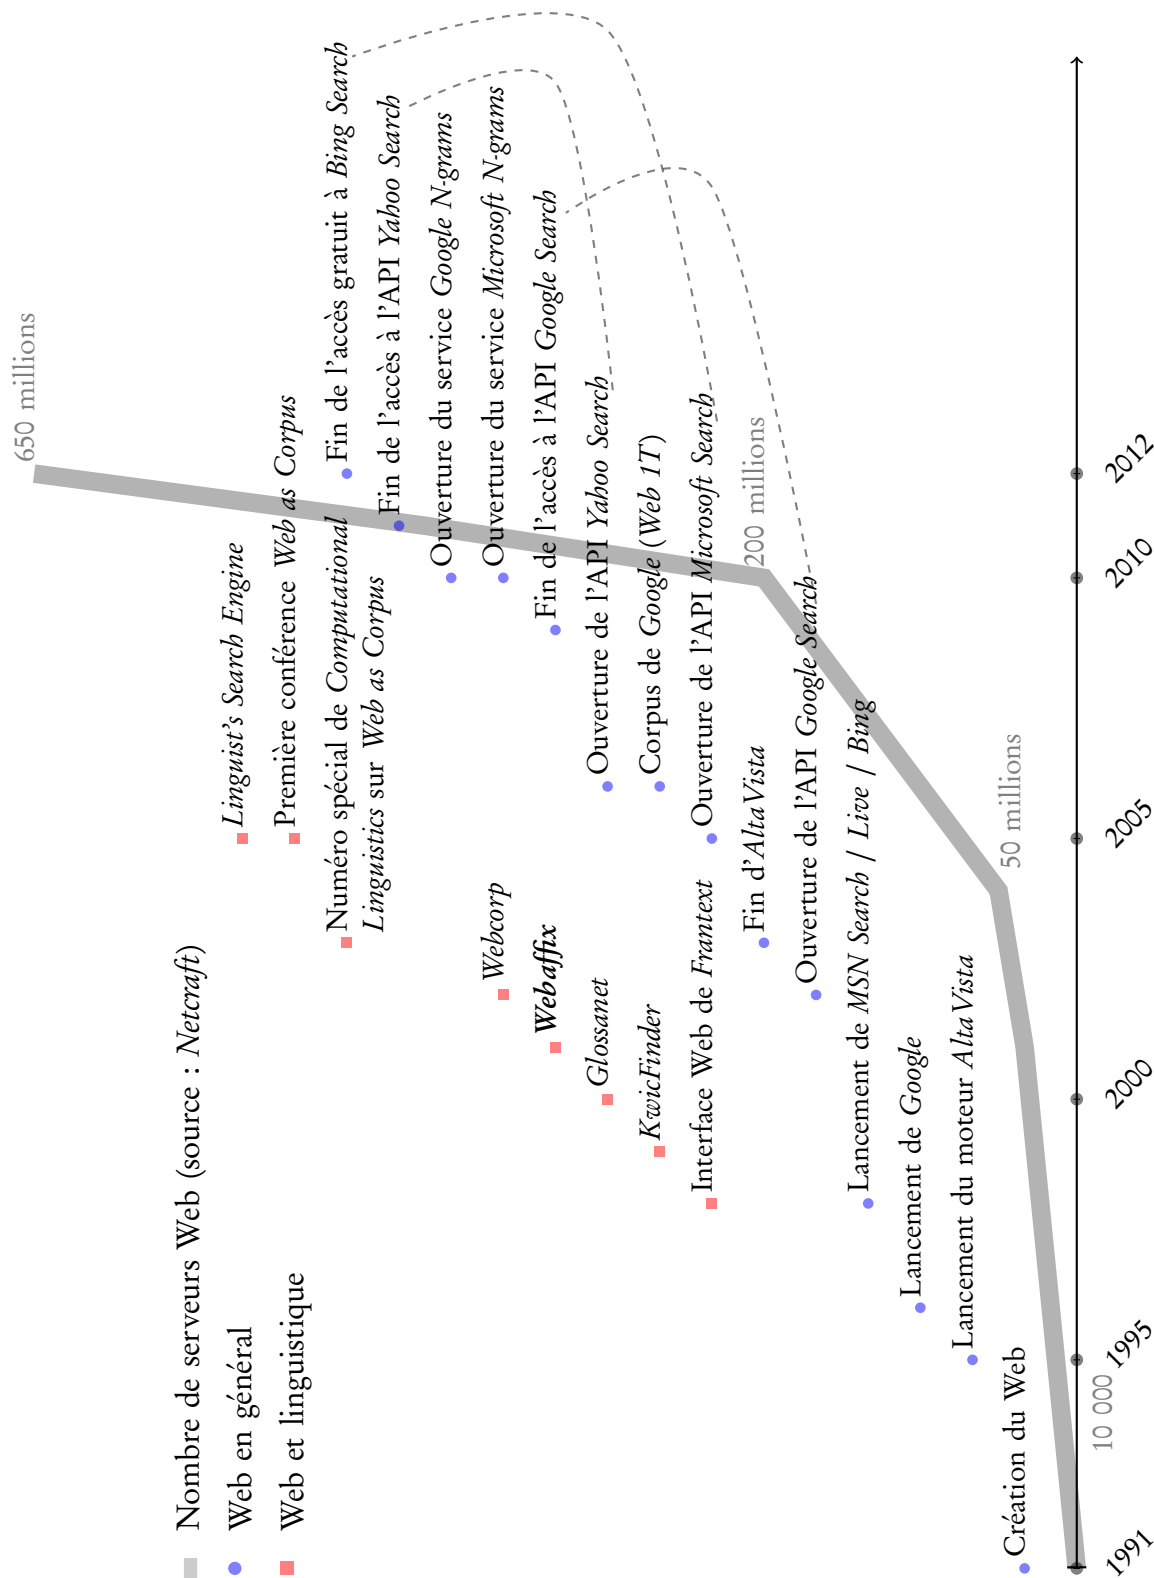 Nombre de serveurs Web (source : Netcraft)
Web en général
Web et linguistique
650 millions
Linguist's Search Engine
Première conférence Web as Corpus
Fin de l'accès gratuit à Bing Search
Numéro spécial de Computational
Linguistics sur Web as Corpus
Fin de l'accès à l'API Yahoo Search
Ouverture du service Google N-grams
Webcorp
Ouverture du service Microsoft N-grams
Webaffix
Fin de l'accès à l'API Google Search
Glossanet
Ouverture de l'API Yahoo Search
KwicFinder
Corpus de Google (Web 1T)
Interface Web de Frantext
Ouverture de l'API Microsoft Search
Fin d'AltaVista
200 millions
Ouverture de l'API Google Search
Lancement de MSN Search / Live / Bing
Lancement de Google
Lancement du moteur AltaVista
Création du Web
50 millions
10 000
1991
1995
2000
2005
2010
2012